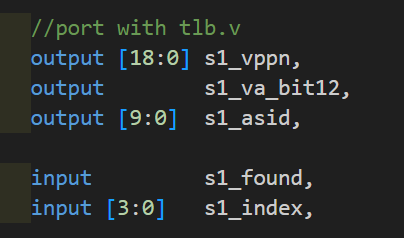 //port with tlb.v
output [18:0] s1_vppn,
output        s1_va_bit12,
output [9:0]  s1_asid,

input         s1_found,
input [3:0]   s1_index,